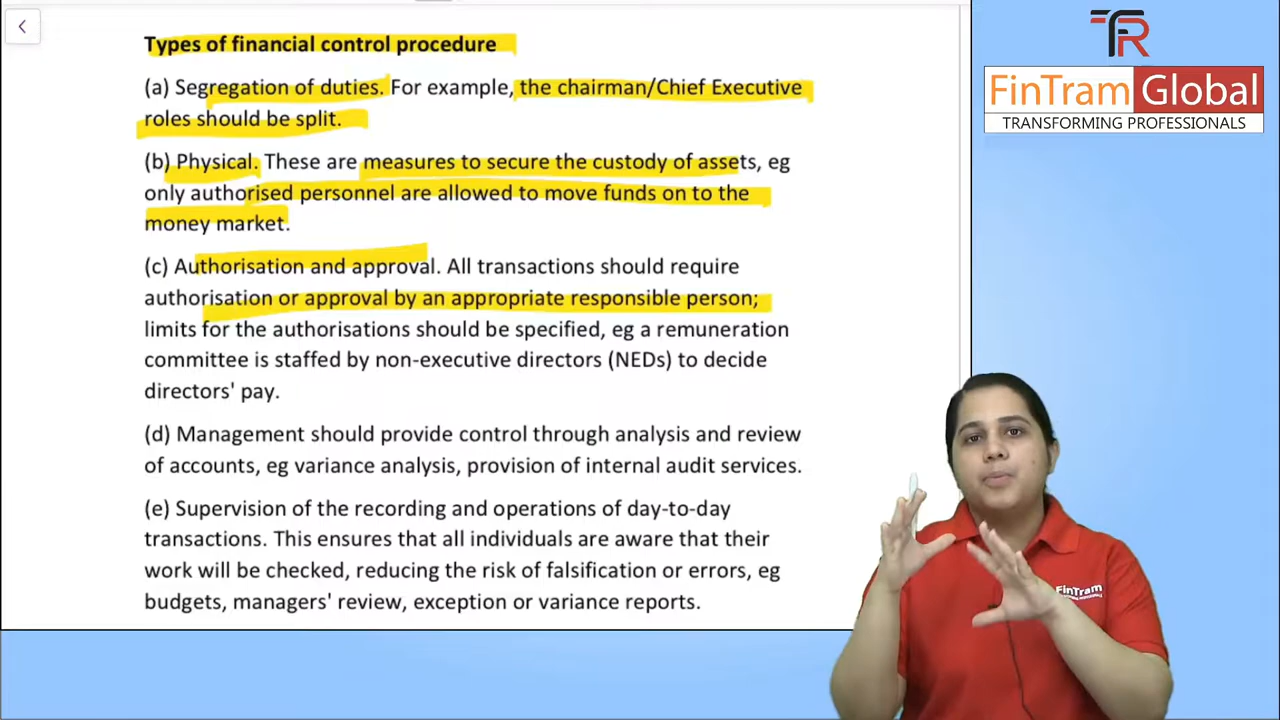 Types of financial control procedure
(a) Segregation of duties. For example, the chairman/Chief Executive
roles should be split.
(b) Physical. These are measures to secure the custody of assets, eg
only authorised personnel are allowed to move funds on to the
money market.
(c) Authorisation and approval. All transactions should require
authorisation or approval by an appropriate responsible person;
limits for the authorisations should be specified, eg a remuneration
committee is staffed by non-executive directors (NEDs) to decide
directors' pay.
(d) Management should provide control through analysis and review
of accounts, eg variance analysis, provision of internal audit services.
(e) Supervision of the recording and operations of day-to-day
transactions. This ensures that all individuals are aware that their
work will be checked, reducing the risk of falsification or errors, eg
budgets, managers' review, exception or variance reports.
FinTram Global
TRANSFORMING PROFESSIONALS
FinTram